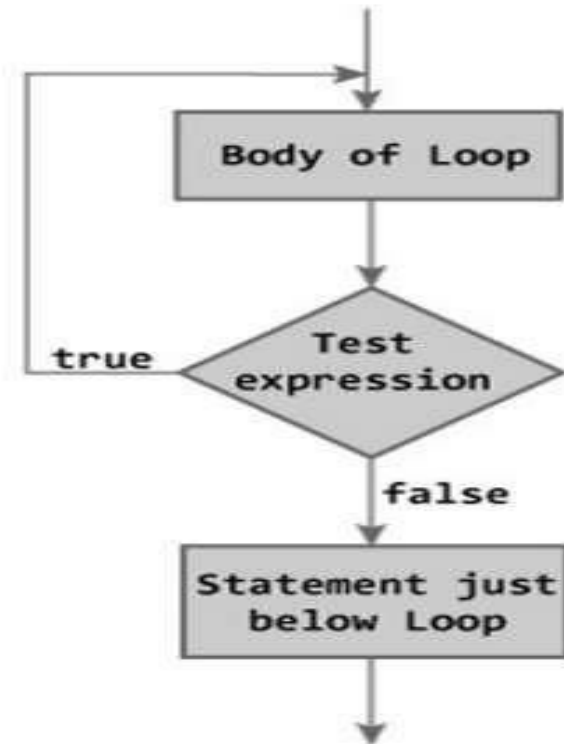 Body of Loop
Test
expression
true
false
Statement just
below Loop